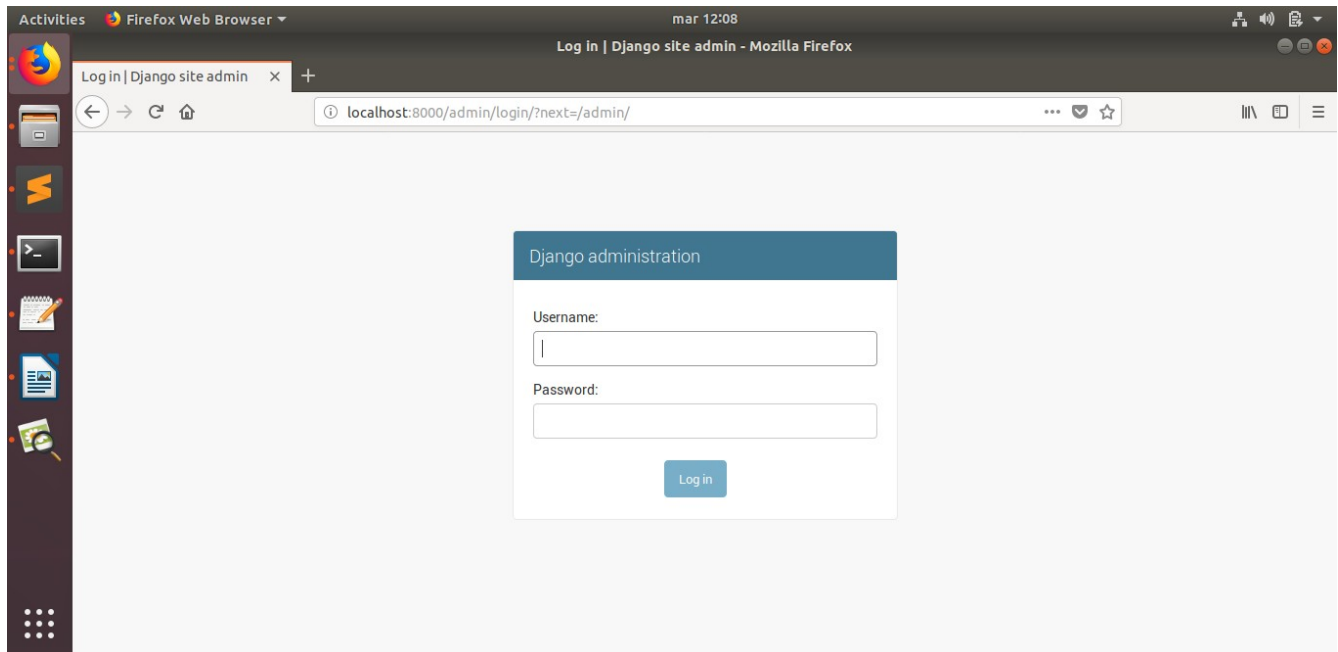 Activities Firefox Web Browser mar 12:08
Log in | Django site admin - Mozilla Firefox
Log in | Django site admin
localhost:8000/admin/login/?next=/admin/
Django administration
Username:
Password:
Log in